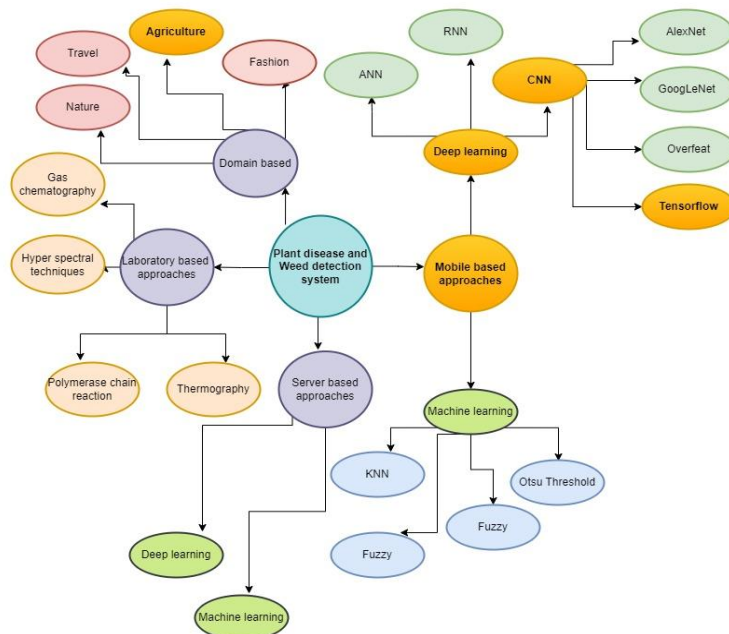 Travel
Agriculture
Fashion
Nature
Domain based
RNN
ANN
CNN
AlexNet
GoogLeNet
Overfeat
Tensorflow
Deep learning
Gas
chematography
Hyper spectral
techniques
Laboratory based
approaches
Plant disease and
Weed detection
system
Mobile based
approaches
Polymerase chain
reaction
Thermography
Server based
approaches
Machine learning
KNN
Otsu Threshold
Fuzzy
Fuzzy
Deep learning
Machine learning